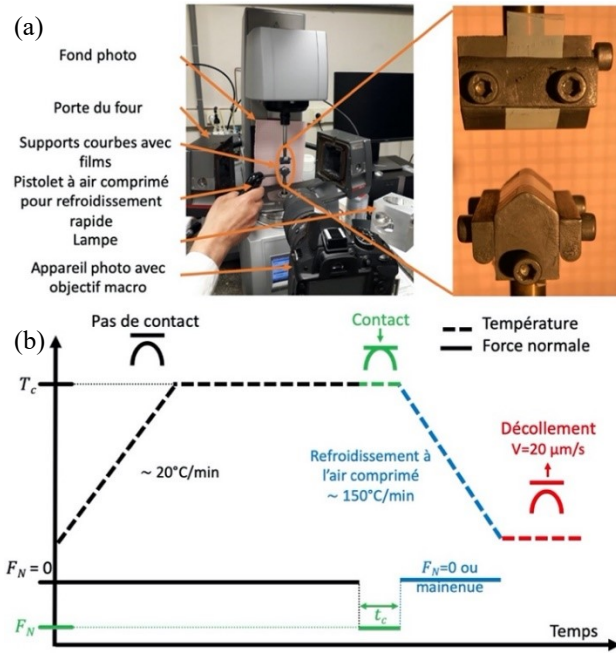 (a)
Fond photo
Porte du four
Supports courbes avec
films
Pistolet à air comprimé
pour refroidissement
rapide
Lampe
Appareil photo avec
objectif macro
(b)
Pas de contact
Contact
Température
Force normale
T_c
Décollement
V=20 µm/s
Refroidissement à
l'air comprimé
~ 150°C/min
~ 20°C/min
F_N = 0
F_N=0 ou
mainenue
t_c
F_N
Temps